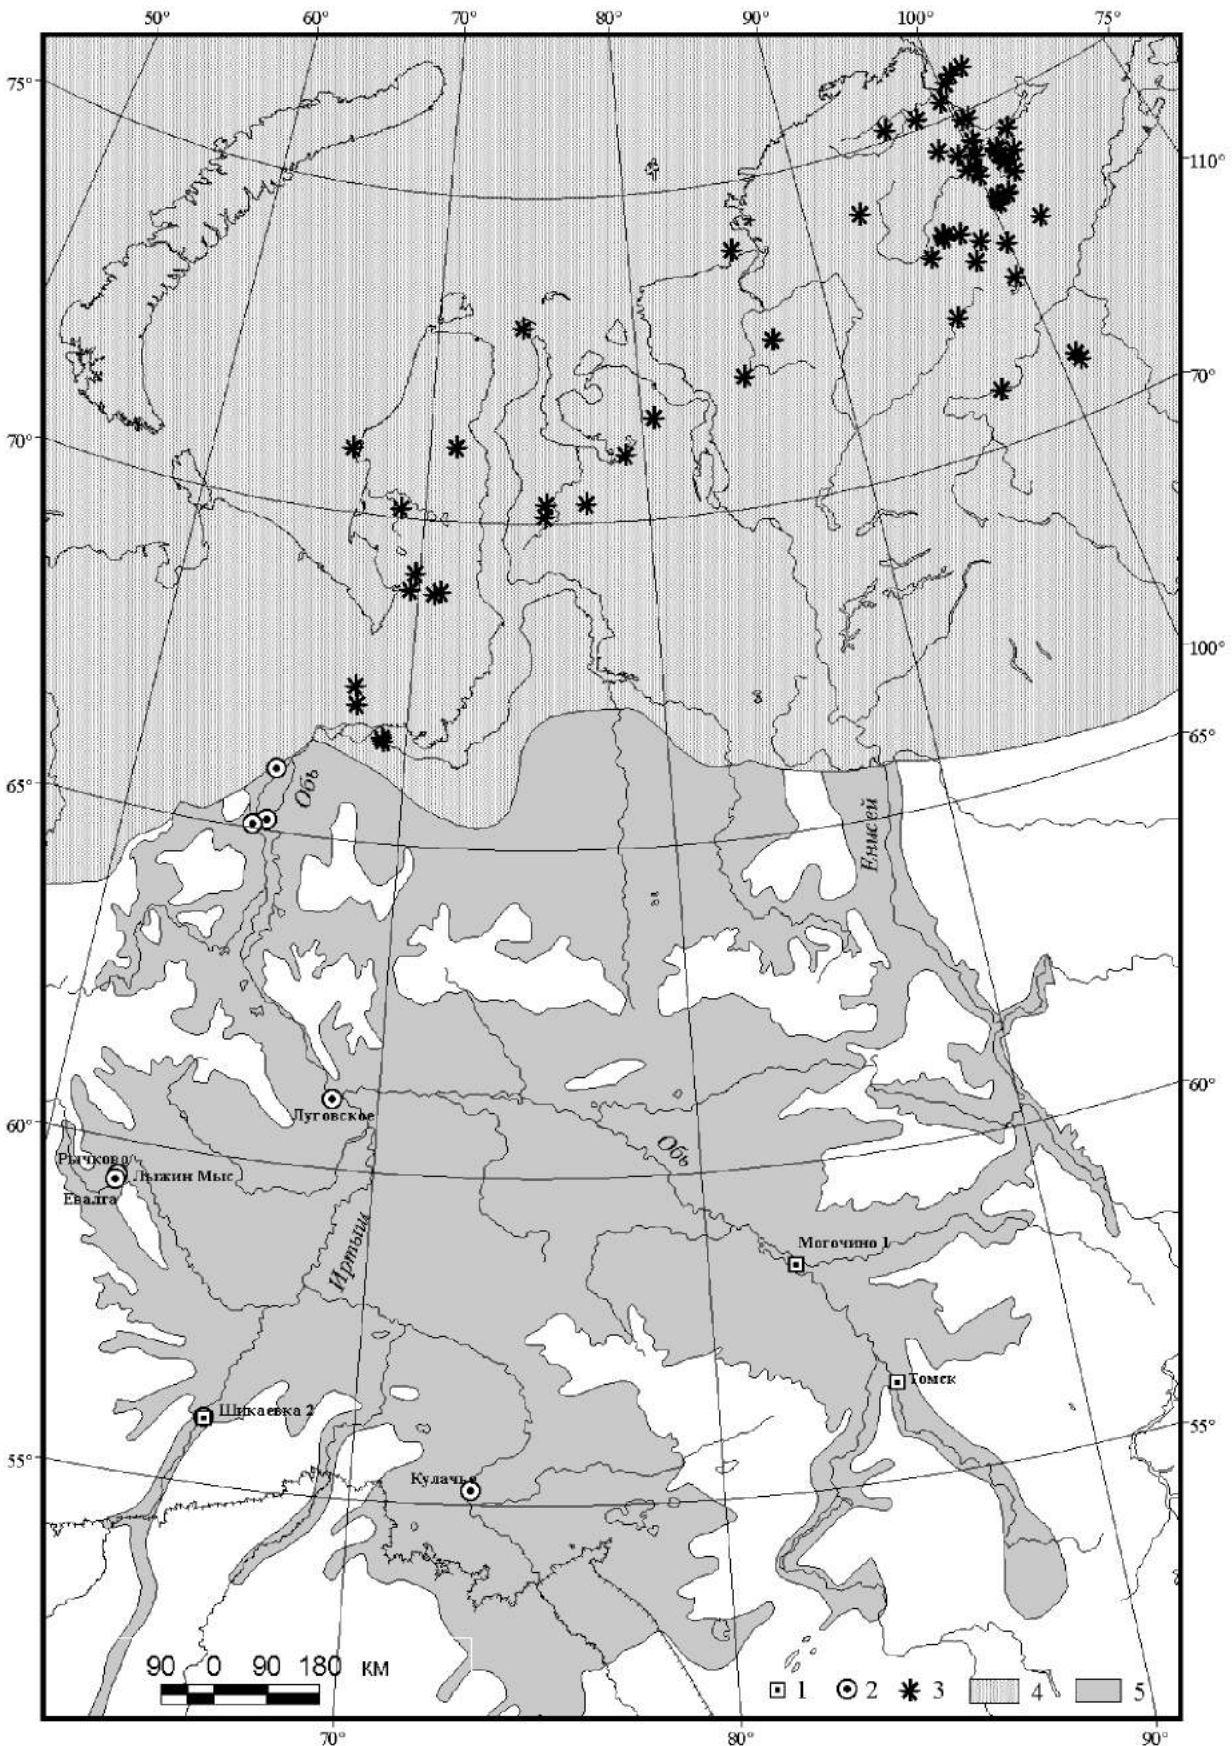 50° 60° 70° 80° 90° 100° 75°
75°
110°
70°
70°
100°
65°
65°
Обь
Енисей
60°
60°
Луговское
Обь
Рычково
Лыжин Мыс
Евалга
Иртыш
Могочино 1
Томск
Шикаевка 2
55°
55°
Кулачье
90 0 90 180 км
1 2 3 4 5
70° 80° 90°